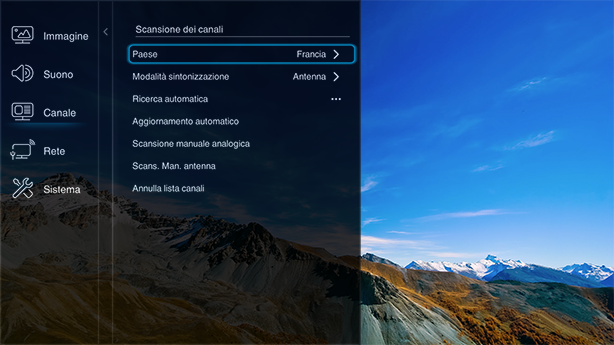 Immagine
Suono
Canale
Rete
Sistema
Scansione dei canali
Paese Francia
Modalità sintonizzazione Antenna
Ricerca automatica ...
Aggiornamento automatico
Scansione manuale analogica
Scans. Man. antenna
Annulla lista canali